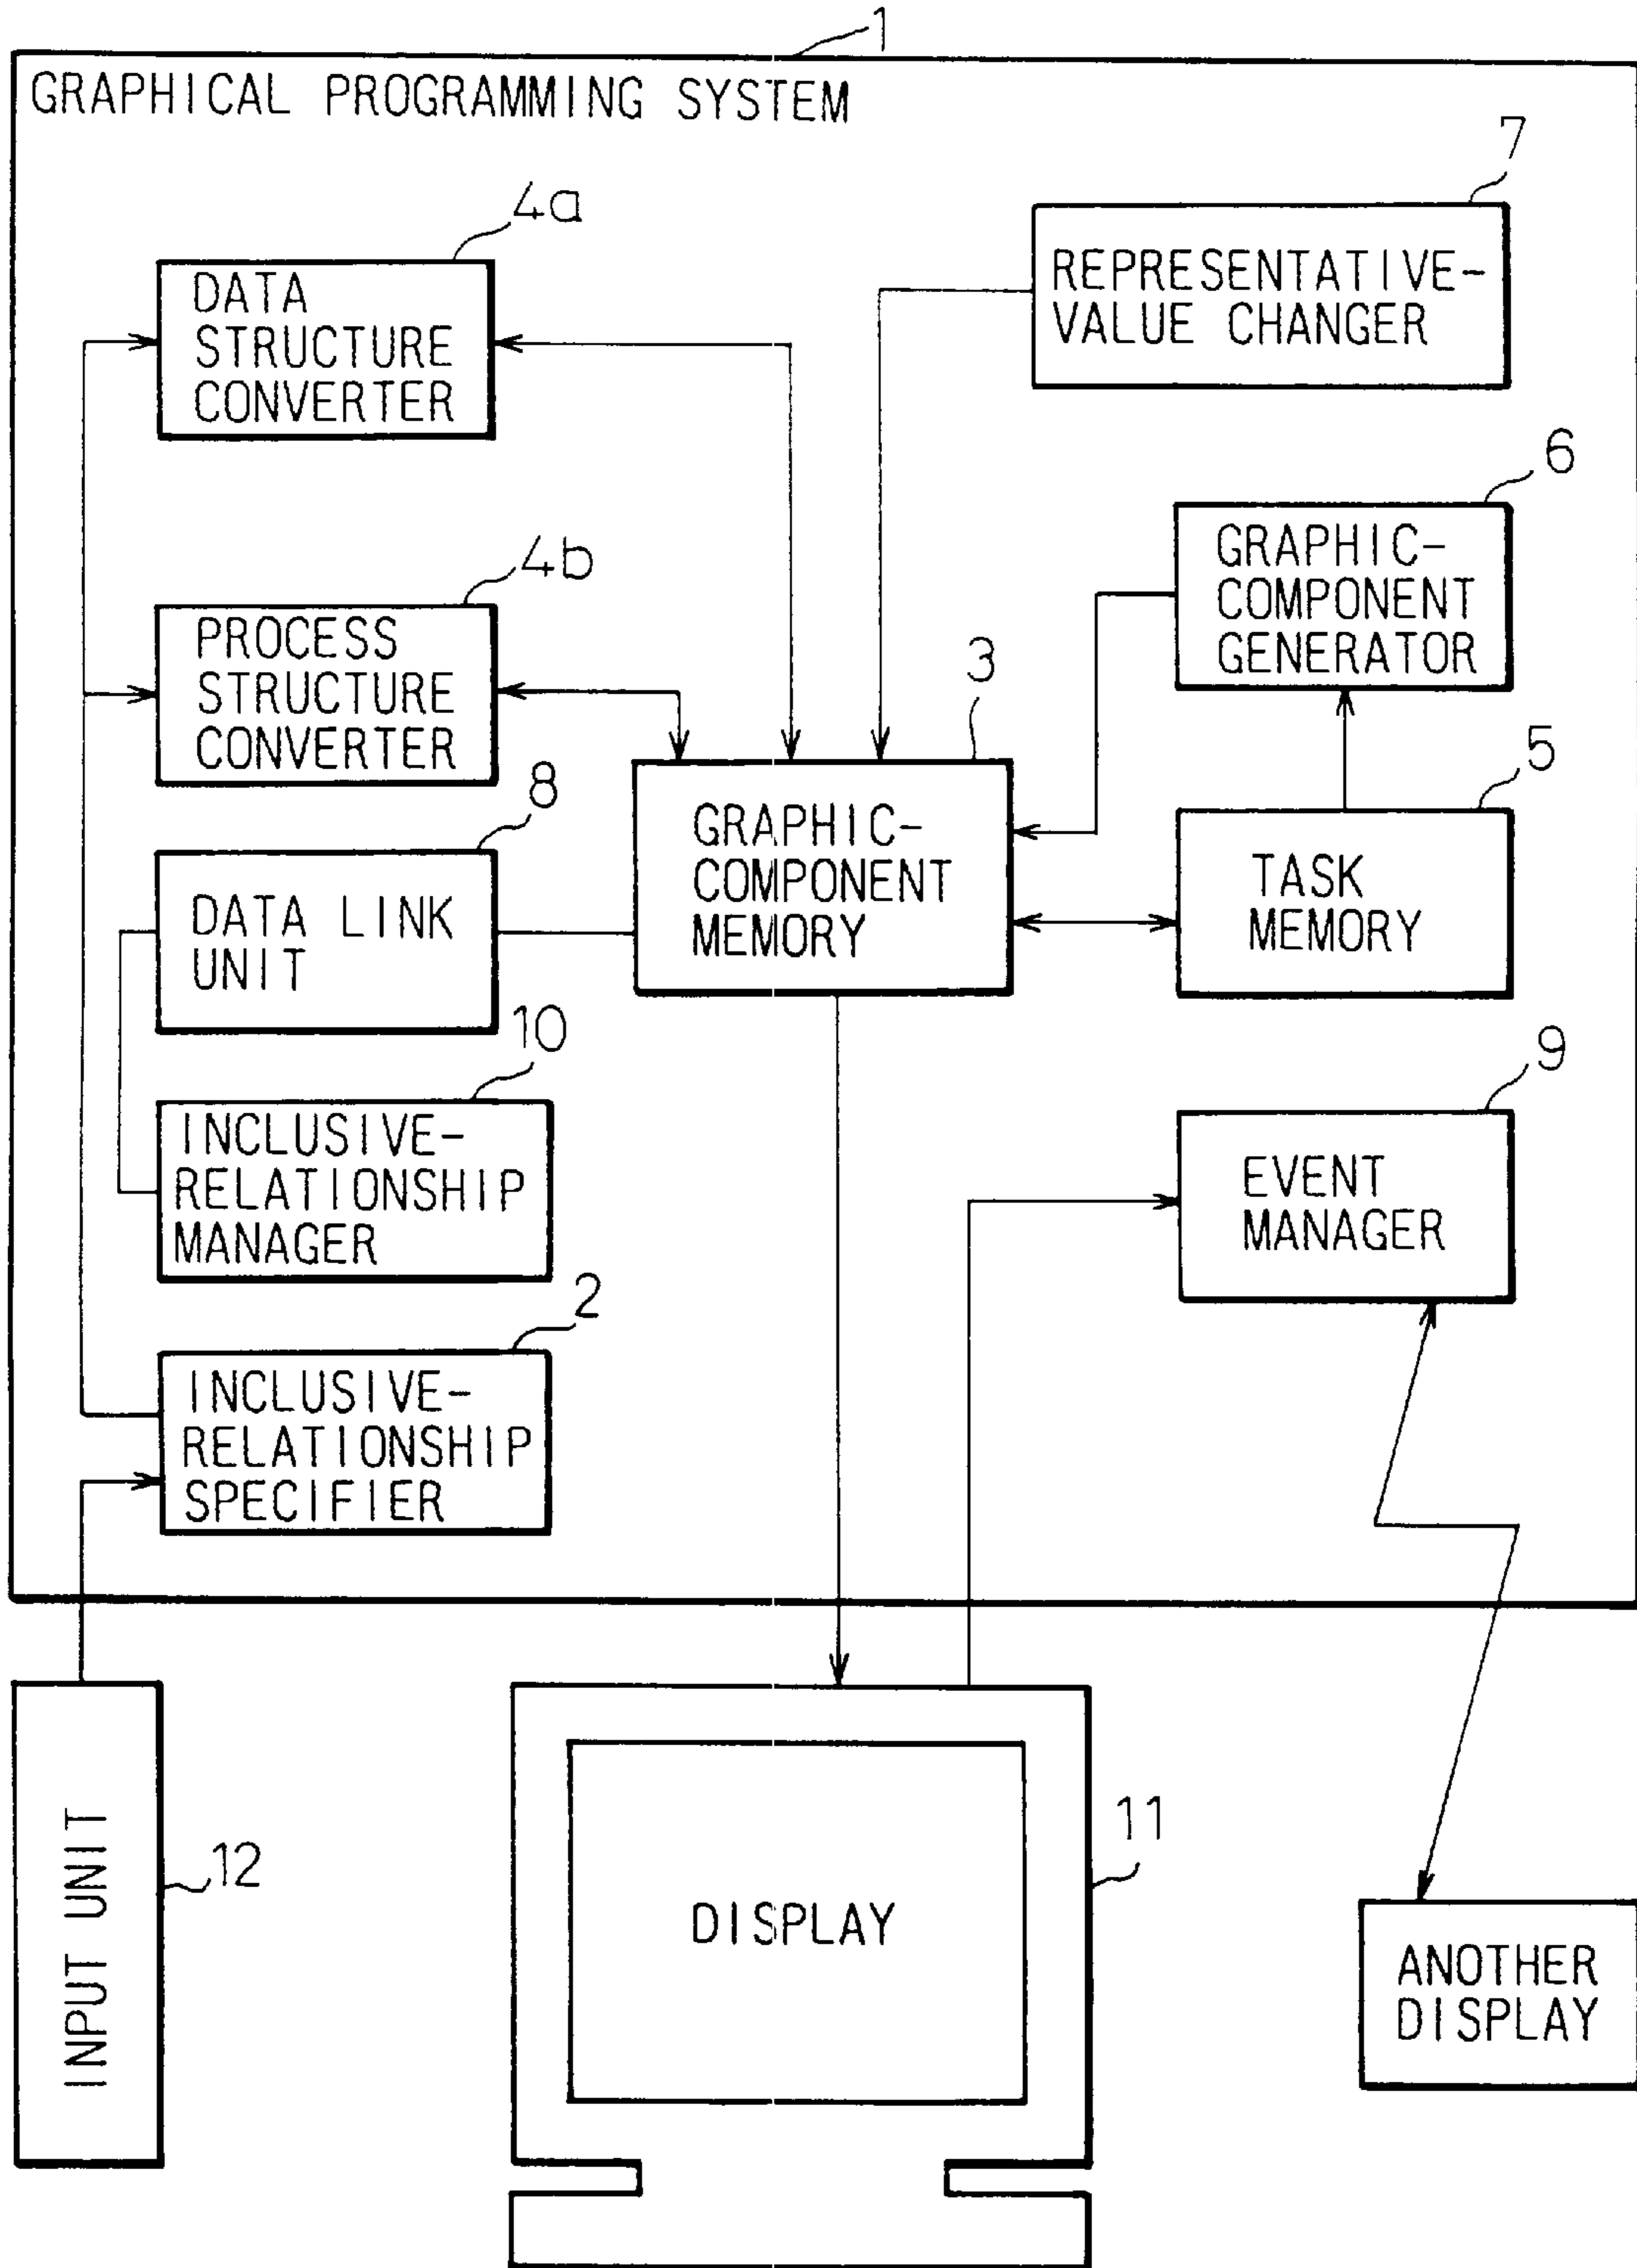 1
GRAPHICAL PROGRAMMING SYSTEM
7
REPRESENTATIVE-
VALUE CHANGER
4a
DATA
STRUCTURE
CONVERTER
6
GRAPHIC-
COMPONENT
GENERATOR
4b
PROCESS
STRUCTURE
CONVERTER
3
GRAPHIC-
COMPONENT
MEMORY
5
TASK
MEMORY
8
DATA LINK
UNIT
10
INCLUSIVE-
RELATIONSHIP
MANAGER
9
EVENT
MANAGER
2
INCLUSIVE-
RELATIONSHIP
SPECIFIER
INPUT UNIT
12
DISPLAY
11
ANOTHER
DISPLAY